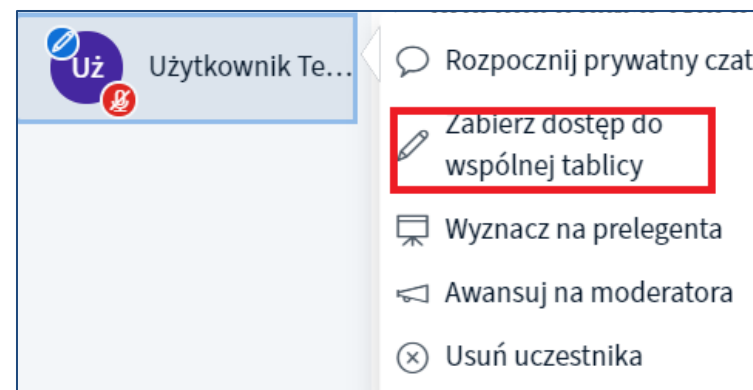 Uż
Użytkownik Te...
Rozpocznij prywatny czat
Zabierz dostęp do
wspólnej tablicy
Wyznacz na prelegenta
Awansuj na moderatora
Usuń uczestnika